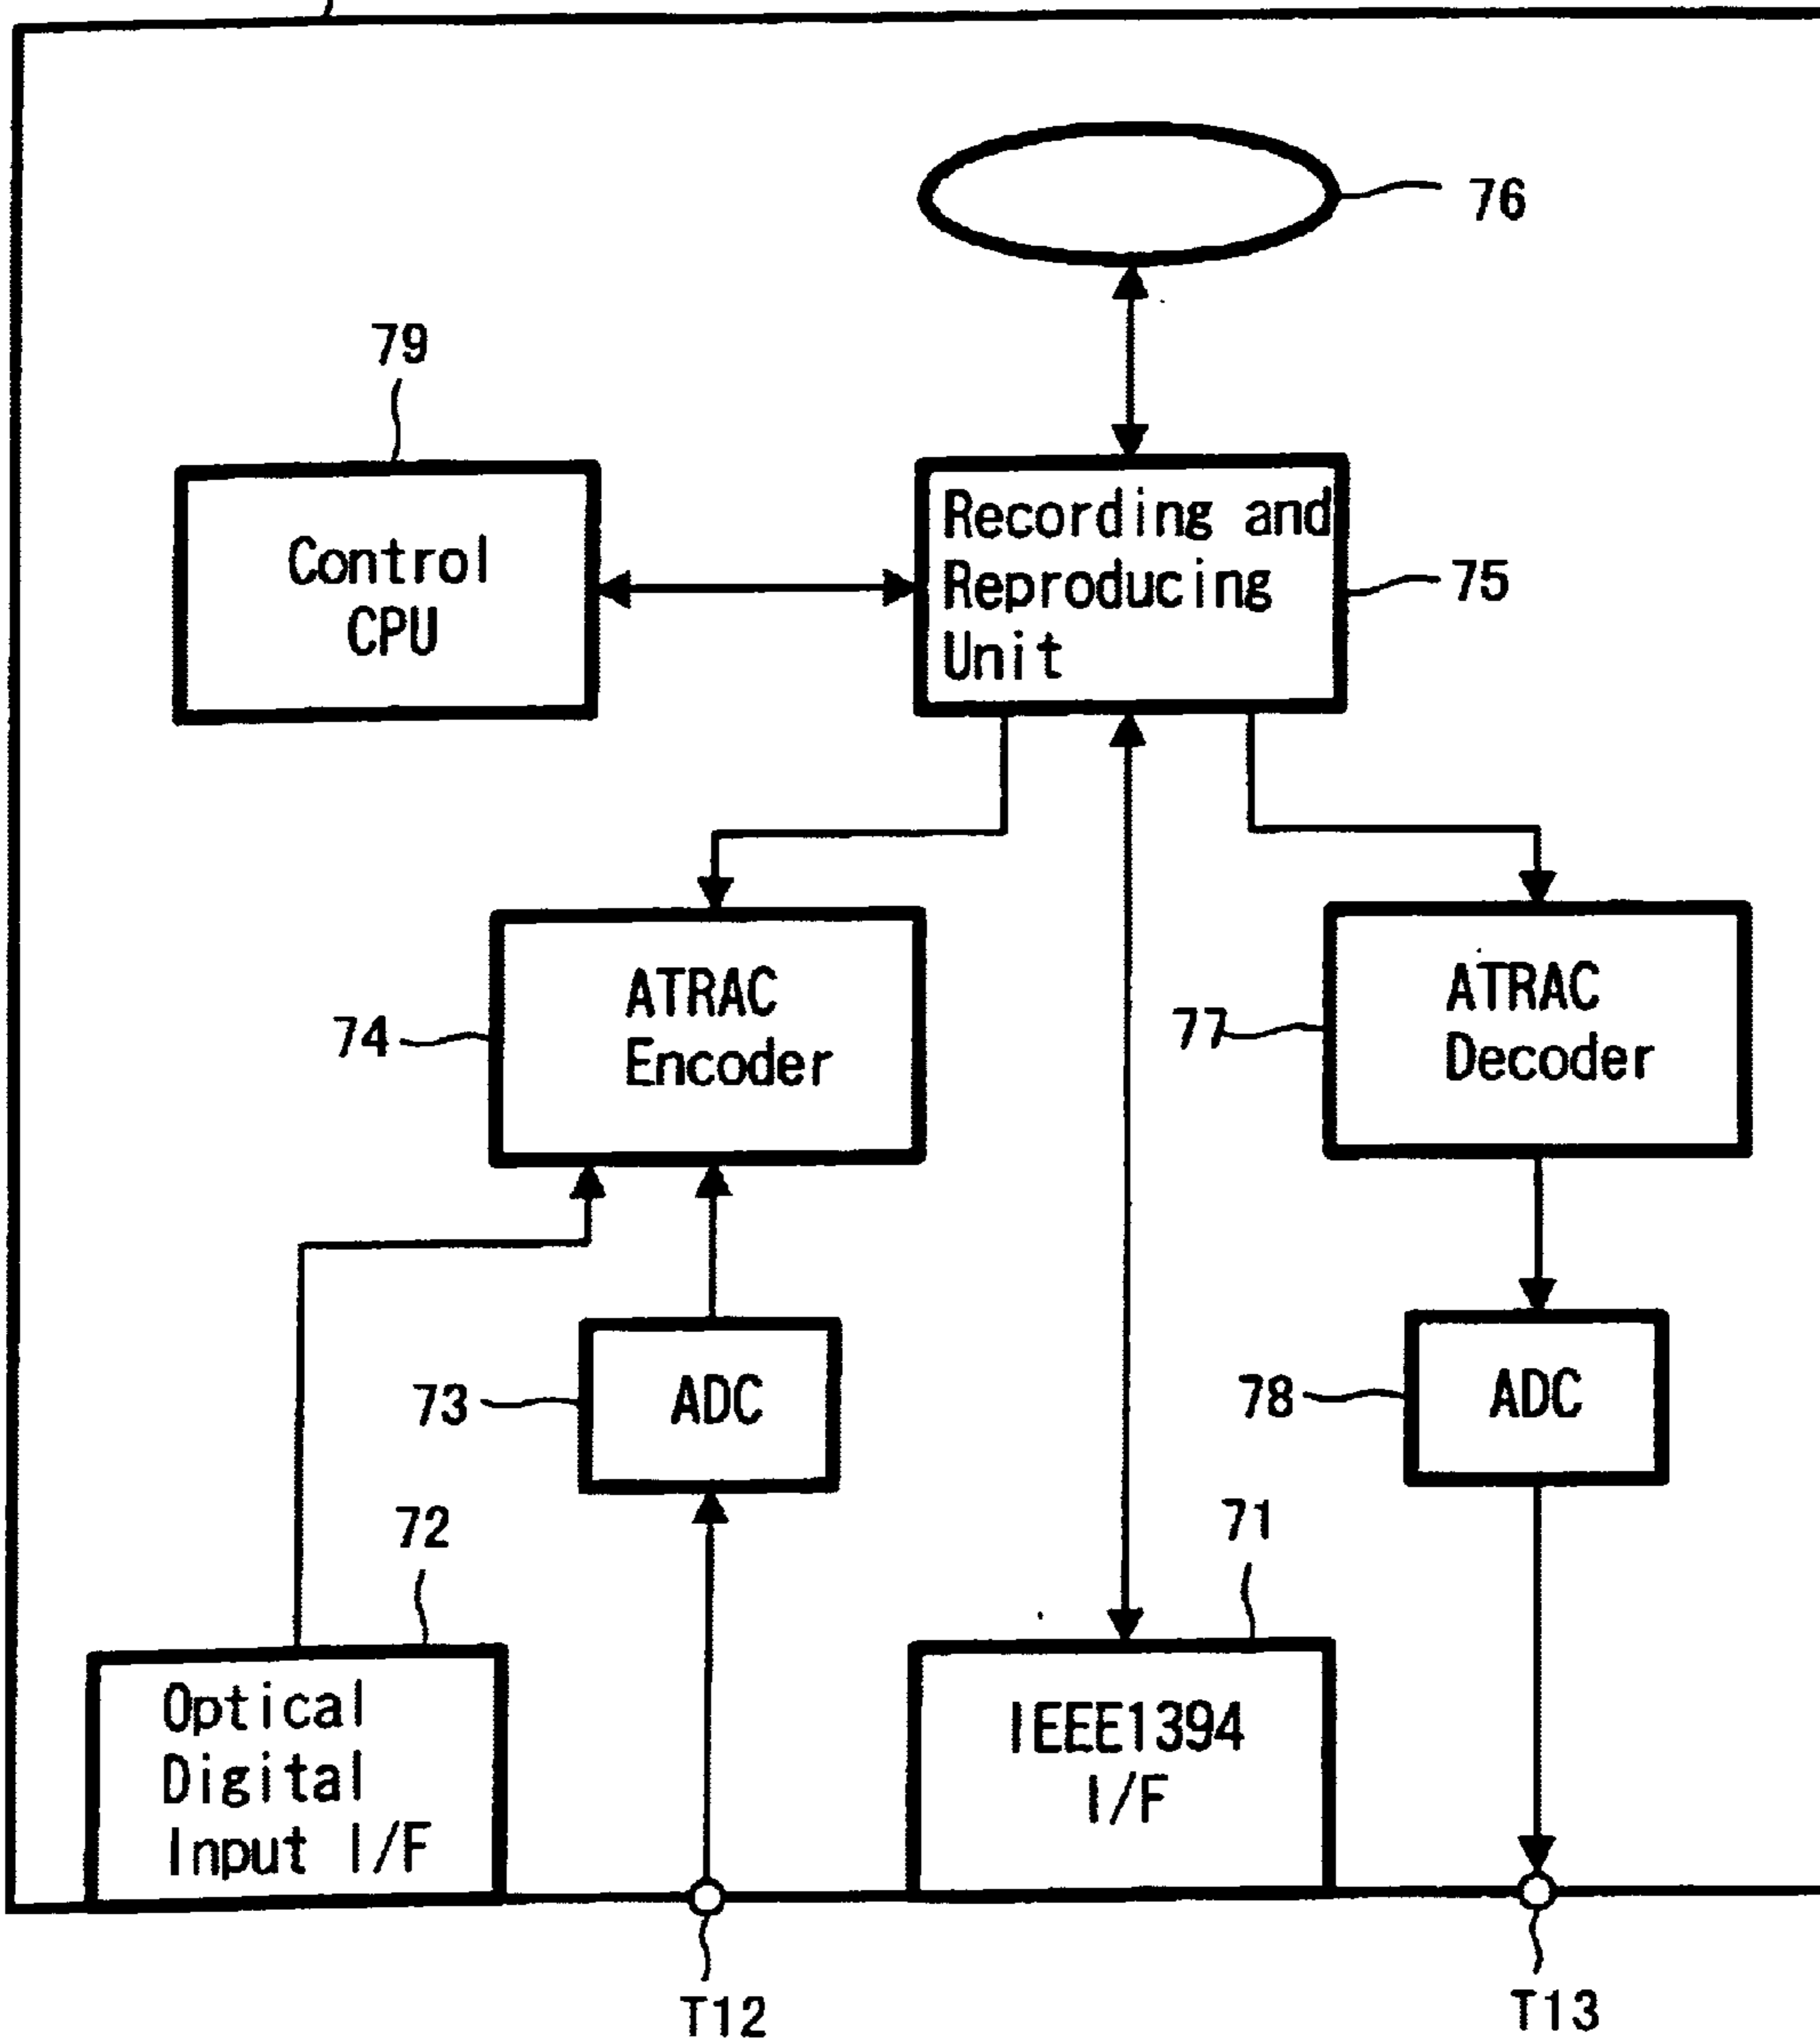 76
79
Control
CPU
Recording and
Reproducing
Unit
75
74
ATRAC
Encoder
77
ATRAC
Decoder
73
ADC
78
ADC
72
71
Optical
Digital
Input I/F
IEEE1394
I/F
T12
T13